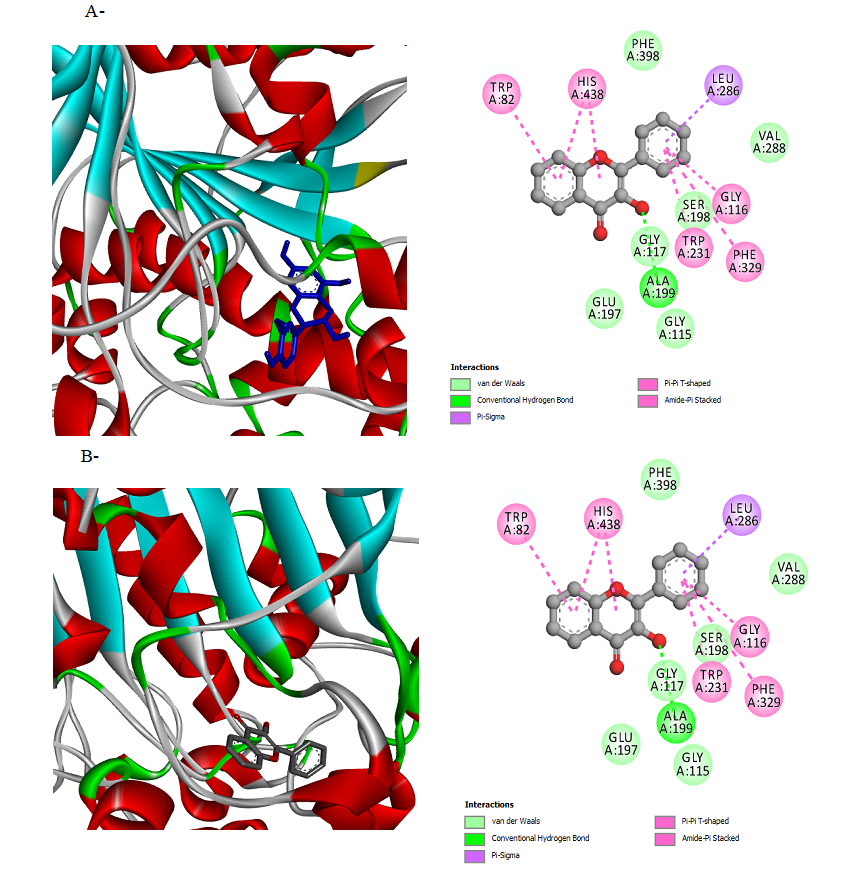 A-
PHE
A:398
TRP
A:82
HIS
A:438
LEU
A:286
VAL
A:288
SER
A:198
GLY
A:116
GLY
A:117
TRP
A:231
PHE
A:329
ALA
A:199
GLU
A:197
GLY
A:115
Interactions
van der Waals
Conventional Hydrogen Bond
Pi-Sigma
Pi-Pi T-shaped
Amide-Pi Stacked
B-
PHE
A:398
TRP
A:82
HIS
A:438
LEU
A:286
VAL
A:288
SER
A:198
GLY
A:116
GLY
A:117
TRP
A:231
PHE
A:329
ALA
A:199
GLU
A:197
GLY
A:115
Interactions
van der Waals
Conventional Hydrogen Bond
Pi-Sigma
Pi-Pi T-shaped
Amide-Pi Stacked